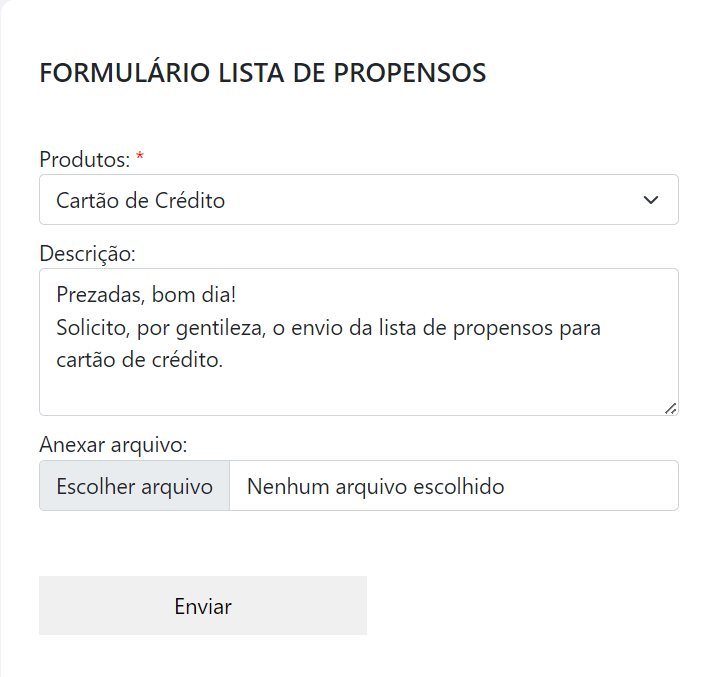 FORMULÁRIO LISTA DE PROPENSOS
Produtos: *
Cartão de Crédito
Descrição:
Prezadas, bom dia!
Solicito, por gentileza, o envio da lista de propensos para
cartão de crédito.
Anexar arquivo:
Escolher arquivo Nenhum arquivo escolhido
Enviar